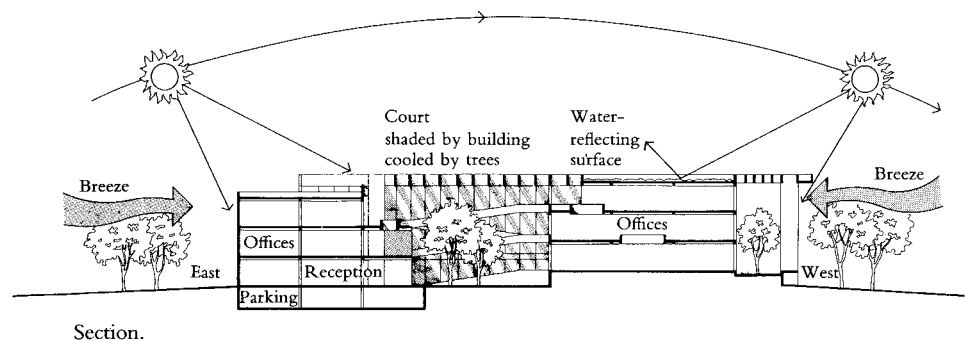 Court
shaded by building
cooled by trees
Water-
reflecting
surface
Breeze
Breeze
Offices
Offices
East
Reception
West
Parking
Section.